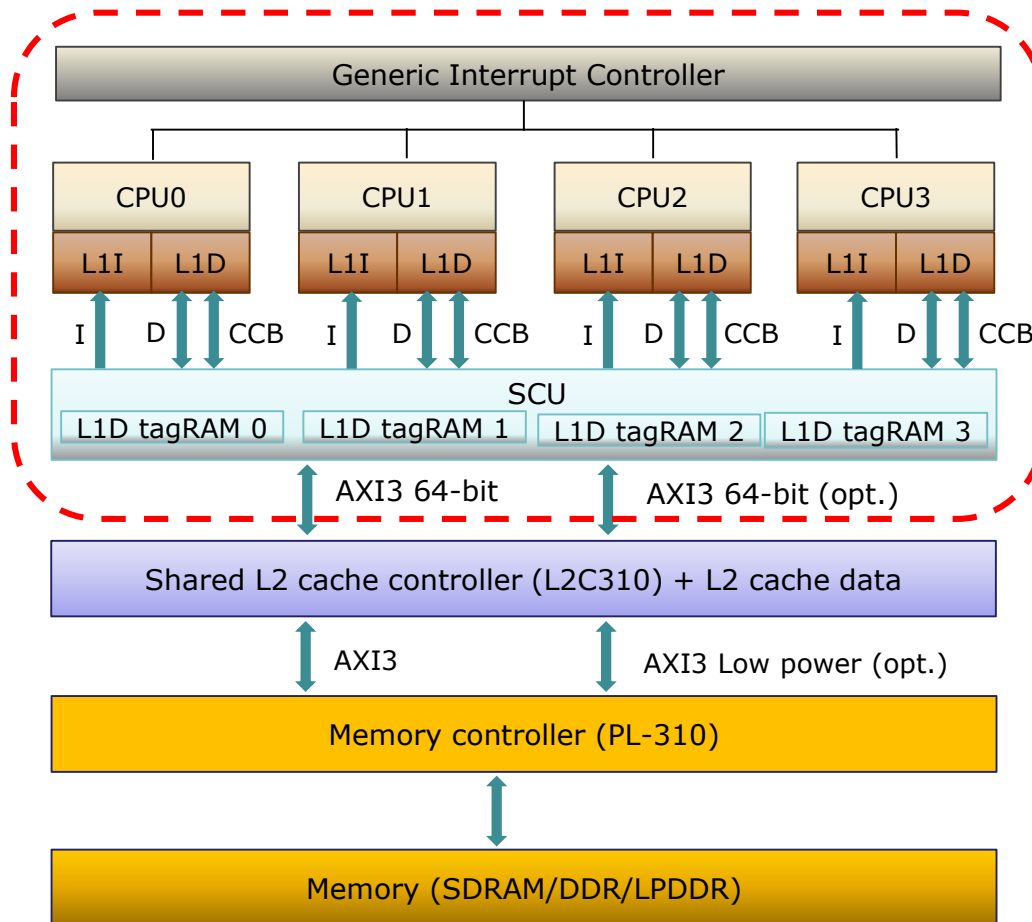 Generic Interrupt Controller
CPU0 CPU1 CPU2 CPU3
L1I L1D L1I L1D L1I L1D L1I L1D
I D CCB I D CCB I D CCB I D CCB
SCU
L1D tagRAM 0 L1D tagRAM 1 L1D tagRAM 2 L1D tagRAM 3
AXI3 64-bit AXI3 64-bit (opt.)
Shared L2 cache controller (L2C310) + L2 cache data
AXI3 AXI3 Low power (opt.)
Memory controller (PL-310)
Memory (SDRAM/DDR/LPDDR)